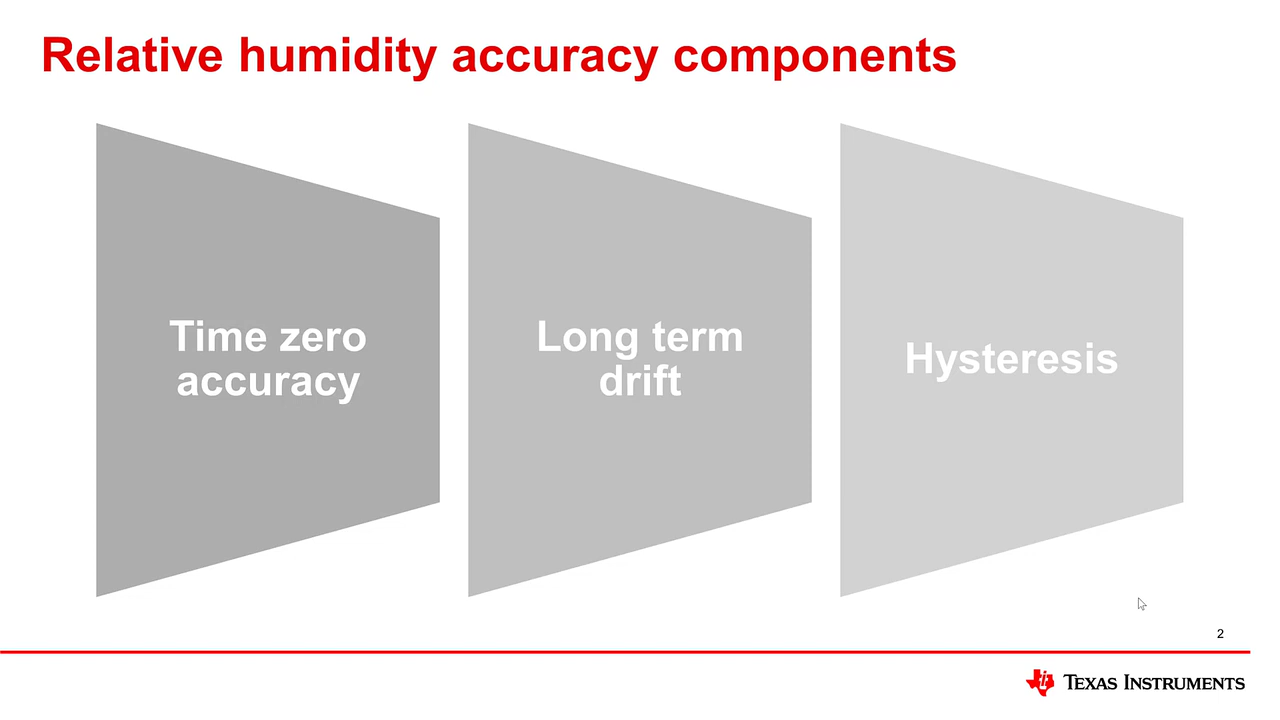 Relative humidity accuracy components
Time zero
accuracy
Long term
drift
Hysteresis
2
TEXAS INSTRUMENTS